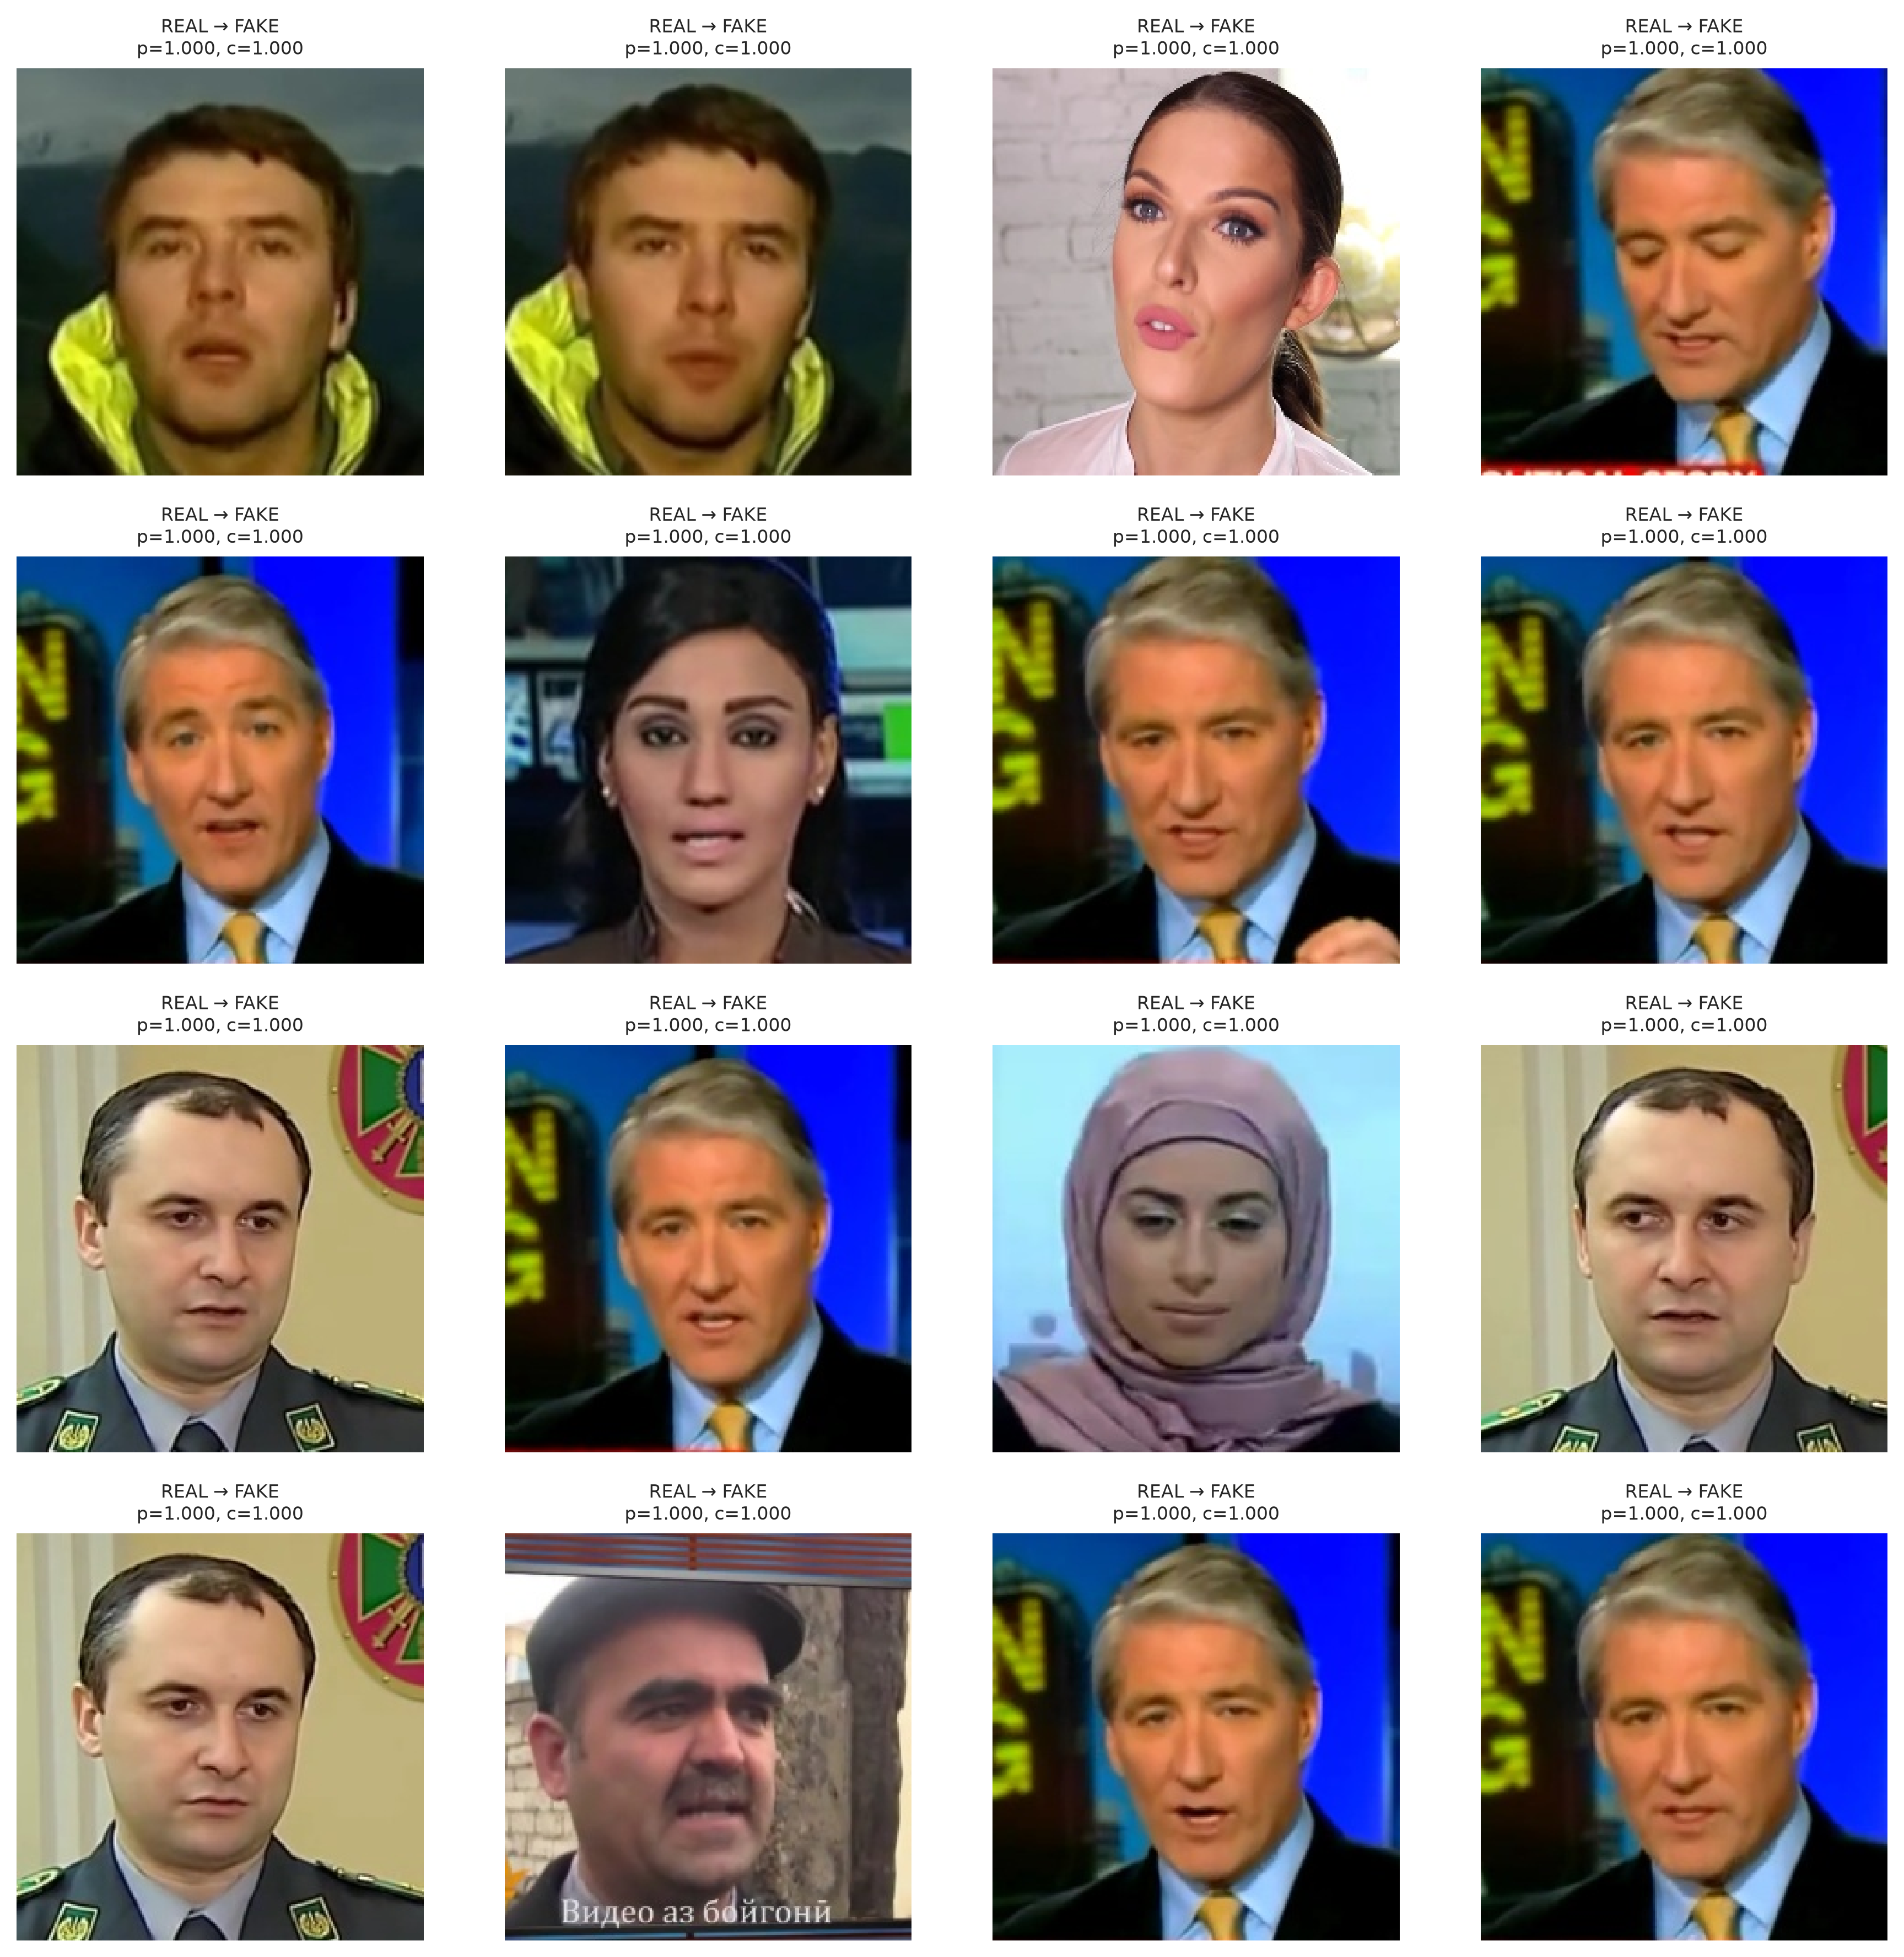 REAL → FAKE REAL → FAKE REAL → FAKE REAL → FAKE
p=1.000, c=1.000 p=1.000, c=1.000 p=1.000, c=1.000 p=1.000, c=1.000
N
G
POLITICAL STORY
REAL → FAKE REAL → FAKE REAL → FAKE REAL → FAKE
p=1.000, c=1.000 p=1.000, c=1.000 p=1.000, c=1.000 p=1.000, c=1.000
N N N
G G G
REAL → FAKE REAL → FAKE REAL → FAKE REAL → FAKE
p=1.000, c=1.000 p=1.000, c=1.000 p=1.000, c=1.000 p=1.000, c=1.000
N
G
REAL → FAKE REAL → FAKE REAL → FAKE REAL → FAKE
p=1.000, c=1.000 p=1.000, c=1.000 p=1.000, c=1.000 p=1.000, c=1.000
N N
G G
Видео аз бойгонӣ